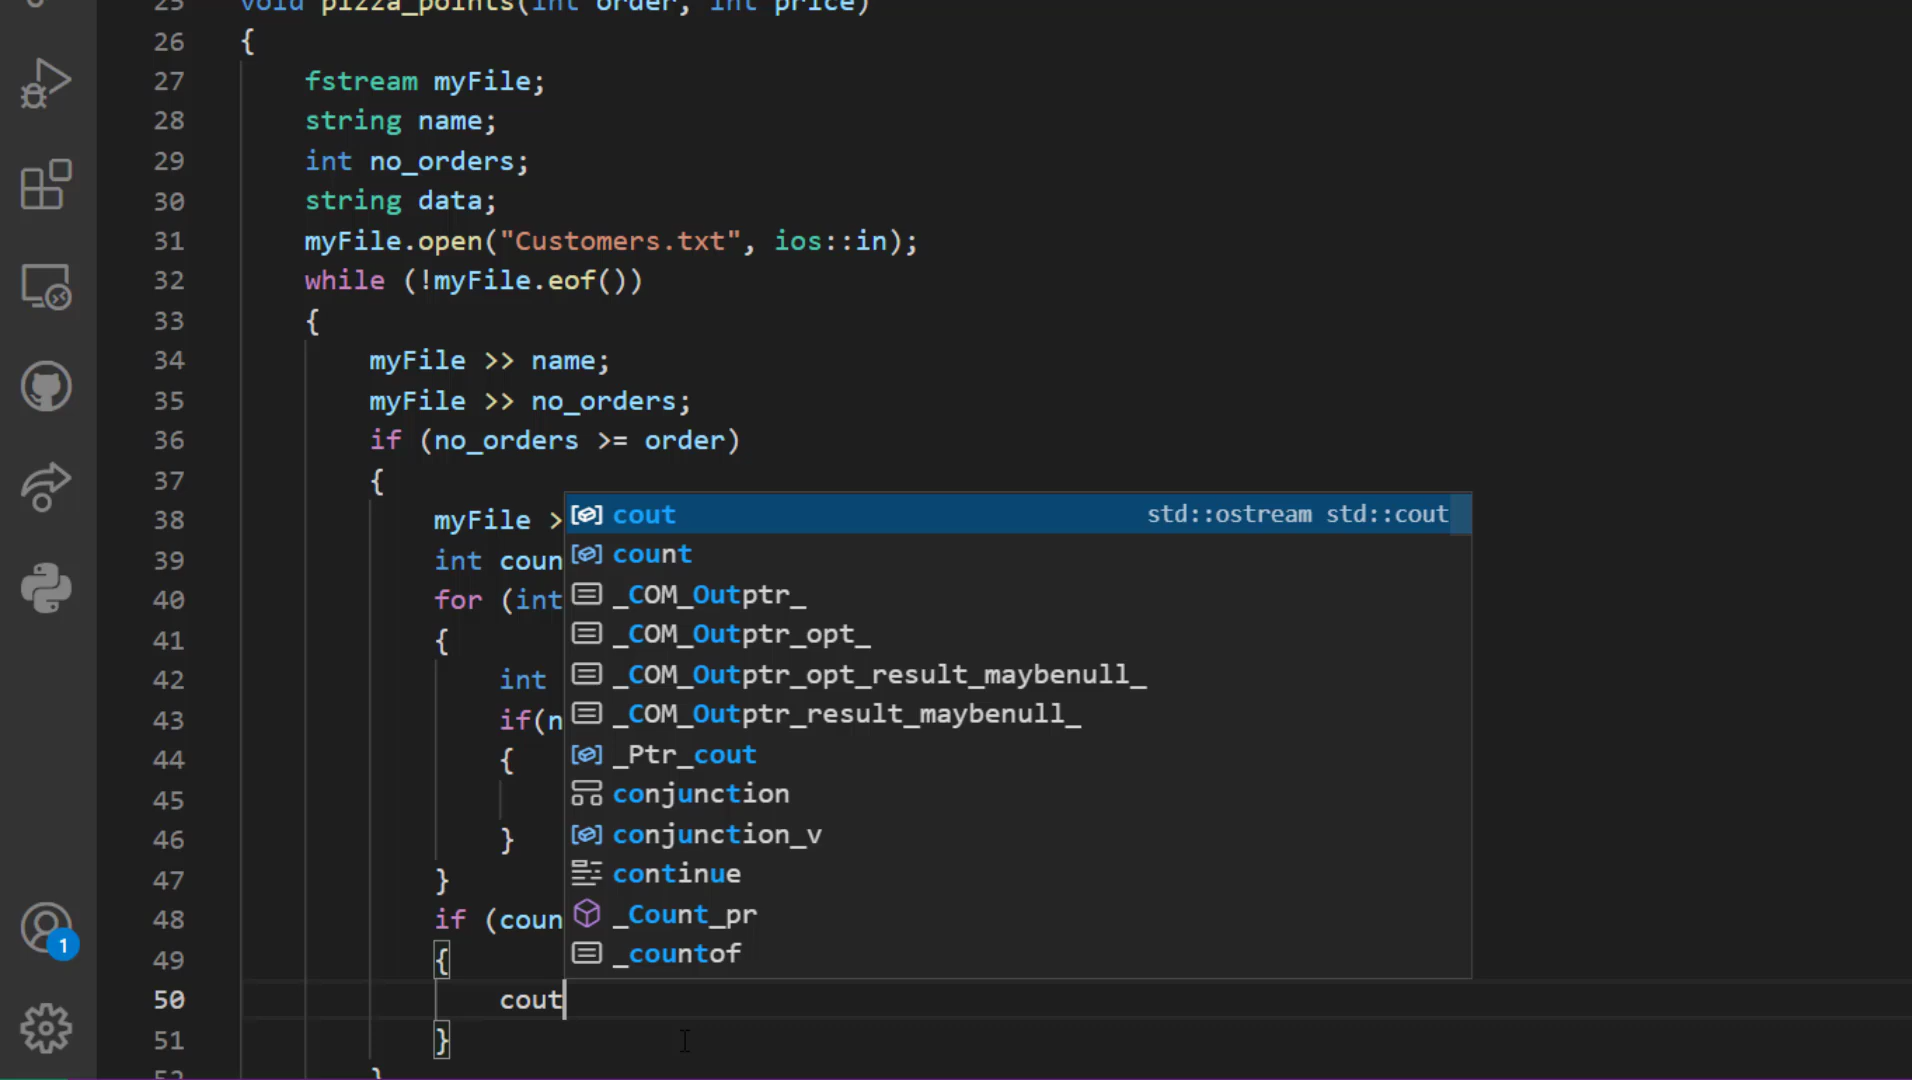 25 void pizza_points(int order, int price)
26 {
27 fstream myFile;
28 string name;
29 int no_orders;
30 string data;
31 myFile.open("Customers.txt", ios::in);
32 while (!myFile.eof())
33 {
34 myFile >> name;
35 myFile >> no_orders;
36 if (no_orders >= order)
37 {
38 myFile >
39 int coun
40 for (int
41 {
42 int
43 if(n
44 {
45
46 }
47 }
48 if (coun
49 {
50 cout
51 }
52 }
cout std::ostream std::cout
count
_COM_Outptr_
_COM_Outptr_opt_
_COM_Outptr_opt_result_maybenull_
_COM_Outptr_result_maybenull_
_Ptr_cout
conjunction
conjunction_v
continue
_Count_pr
_countof
1